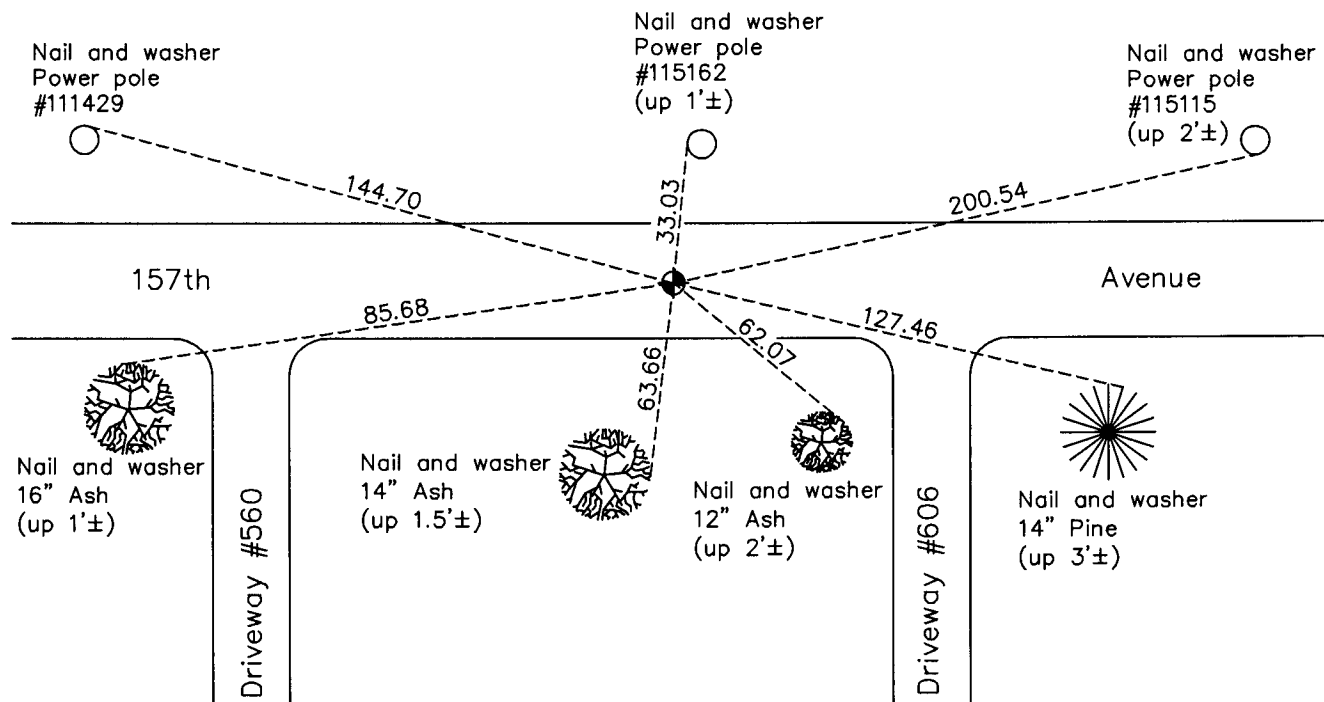 Nail and washer
Power pole
#111429
Nail and washer
Power pole
#115162
(up 1'±)
Nail and washer
Power pole
#115115
(up 2'±)
144.70
33.03
200.54
157th
Avenue
85.68
63.66
62.07
127.46
Nail and washer
16" Ash
(up 1'±)
Driveway #560
Nail and washer
14" Ash
(up 1.5'±)
Nail and washer
12" Ash
(up 2'±)
Driveway #606
Nail and washer
14" Pine
(up 3'±)